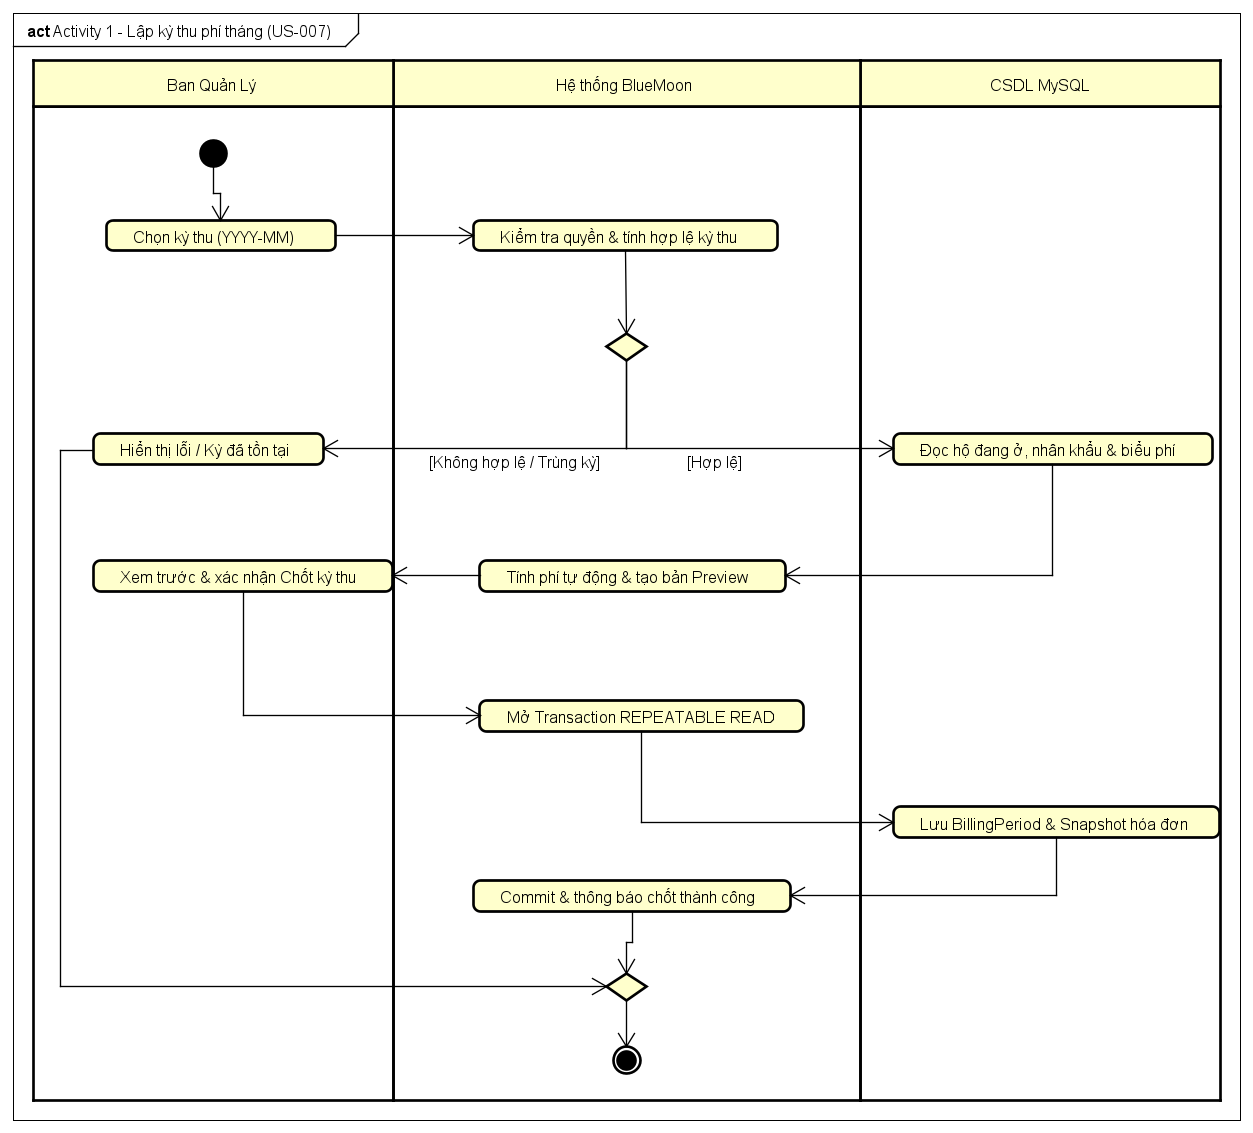 act Activity 1 - Lập kỳ thu phí tháng (US-007)
Ban Quản Lý
Hệ thống BlueMoon
CSDL MySQL
Chọn kỳ thu (YYYY-MM)
Kiểm tra quyền & tính hợp lệ kỳ thu
Hiển thị lỗi / Kỳ đã tồn tại
[Không hợp lệ / Trùng kỳ]
[Hợp lệ]
Đọc hộ đang ở, nhân khẩu & biểu phí
Xem trước & xác nhận Chốt kỳ thu
Tính phí tự động & tạo bản Preview
Mở Transaction REPEATABLE READ
Lưu BillingPeriod & Snapshot hóa đơn
Commit & thông báo chốt thành công